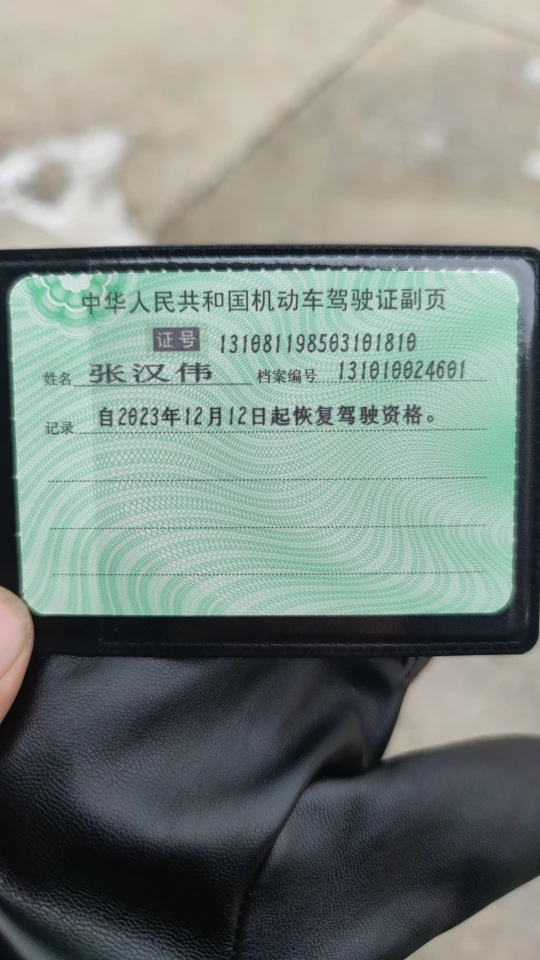 中华人民共和国机动车驾驶证副页
证号 131081198503101810
姓名 张汉伟 档案编号 131010024601
记录 自2023年12月12日起恢复驾驶资格。